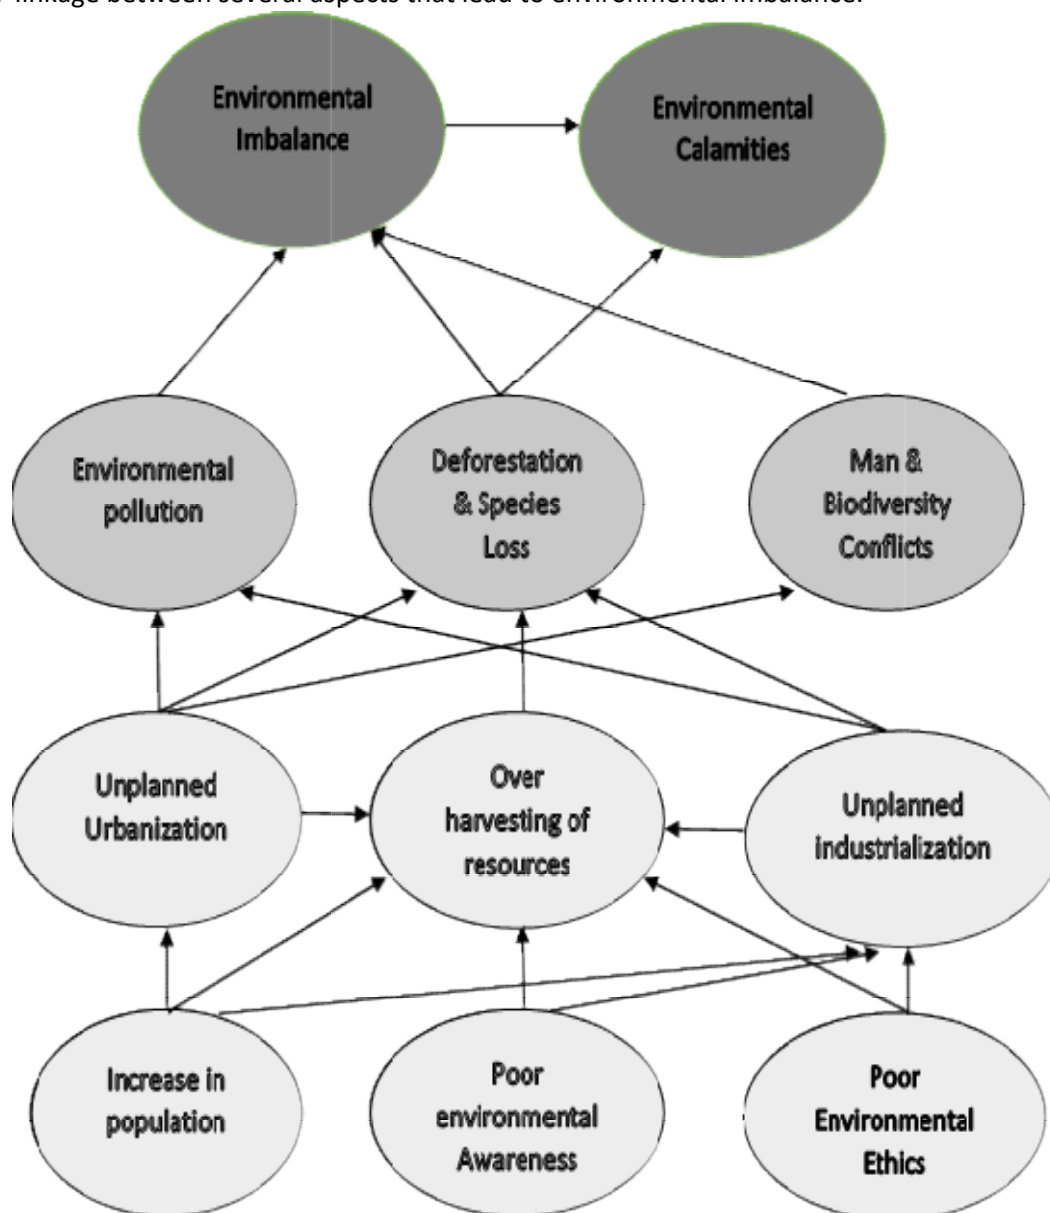 linkage between several aspects that lead to environmental imbalance.
Environmental
Imbalance
Environmental
Calamities
Environmental
pollution
Deforestation
& Species
Loss
Man &
Biodiversity
Conflicts
Unplanned
Urbanization
Over
harvesting of
resources
Unplanned
industrialization
Increase in
population
Poor
environmental
Awareness
Poor
Environmental
Ethics